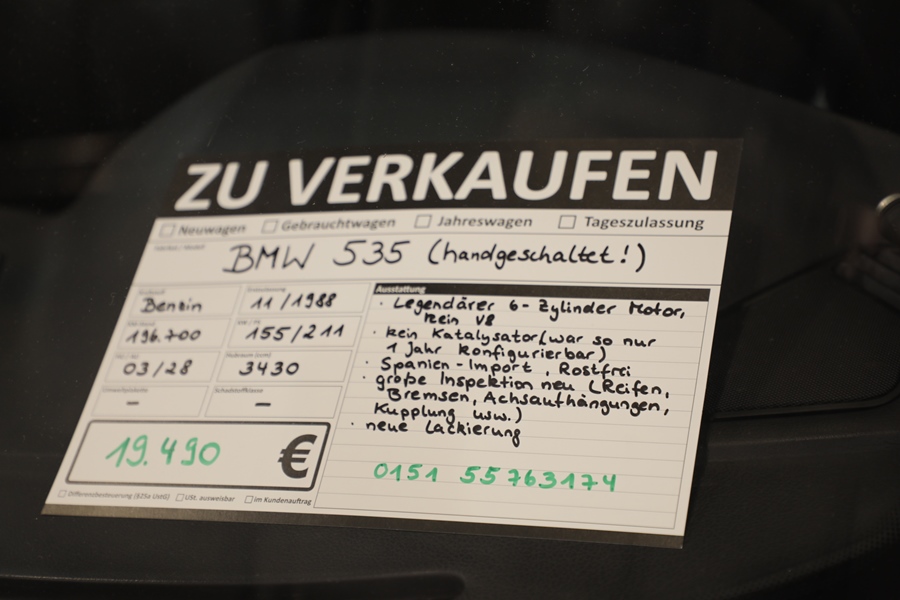 ZU VERKAUFEN
Neuwagen Gebrauchtwagen Jahreswagen Tageszulassung
BMW 535 (handgeschaltet!)
Benzin 11/1988
196.700 155/211
03/28 3430
– –
19.490 €
Differenzbesteuerung (§25a UstG) USt. ausweisbar im Kundenauftrag
Ausstattung
· Legendärer 6-Zylinder Motor,
kein V8
· kein Katalysator (war so nur
1 Jahr konfigurierbar)
· Spanien-Import, Rostfrei
· große Inspektion neu (Reifen,
Bremsen, Achsaufhängungen,
Kupplung usw.)
· neue Lackierung
0151 55763174